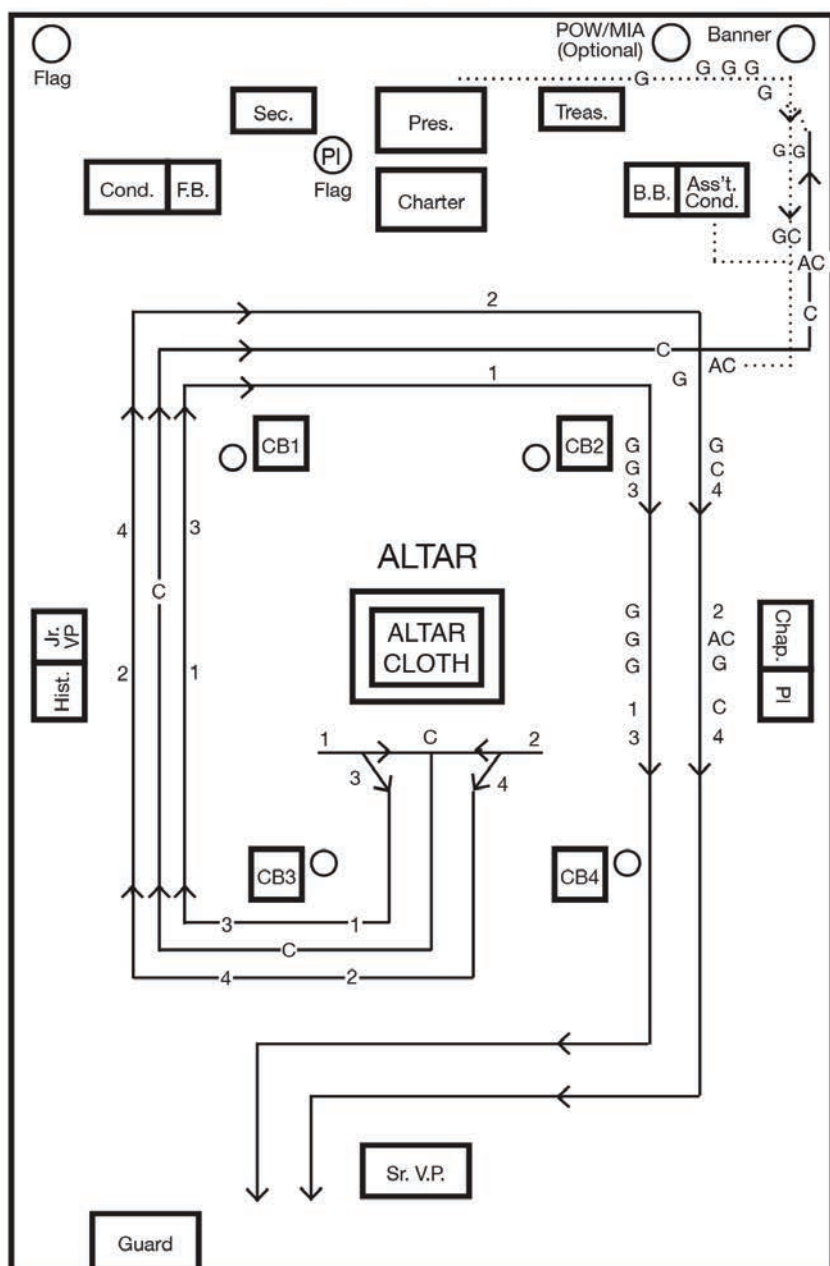 POW/MIA
(Optional)
Banner
Flag
G
G G G
G
Sec.
Pres.
Treas.
PI
Flag
G G
Cond.
F.B.
Charter
B.B.
Ass't.
Cond.
GC
AC
2
C
C
AC
1
G
CB1
CB2
G
G
3
G
C
4
4
3
ALTAR
C
Jr.
VP
Hist.
ALTAR
CLOTH
G
G
G
1
3
2
AC
G
C
4
Chap.
PI
2
1
1
C
2
3
4
CB3
CB4
3
1
C
4
2
Sr. V.P.
Guard